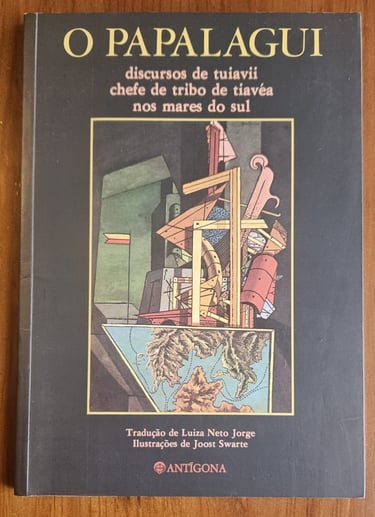 O PAPALAGUI
discursos de tuiavii
chefe de tribo de tiavéa
nos mares do sul
Tradução de Luiza Neto Jorge
Ilustrações de Joost Swarte
ANTÍGONA